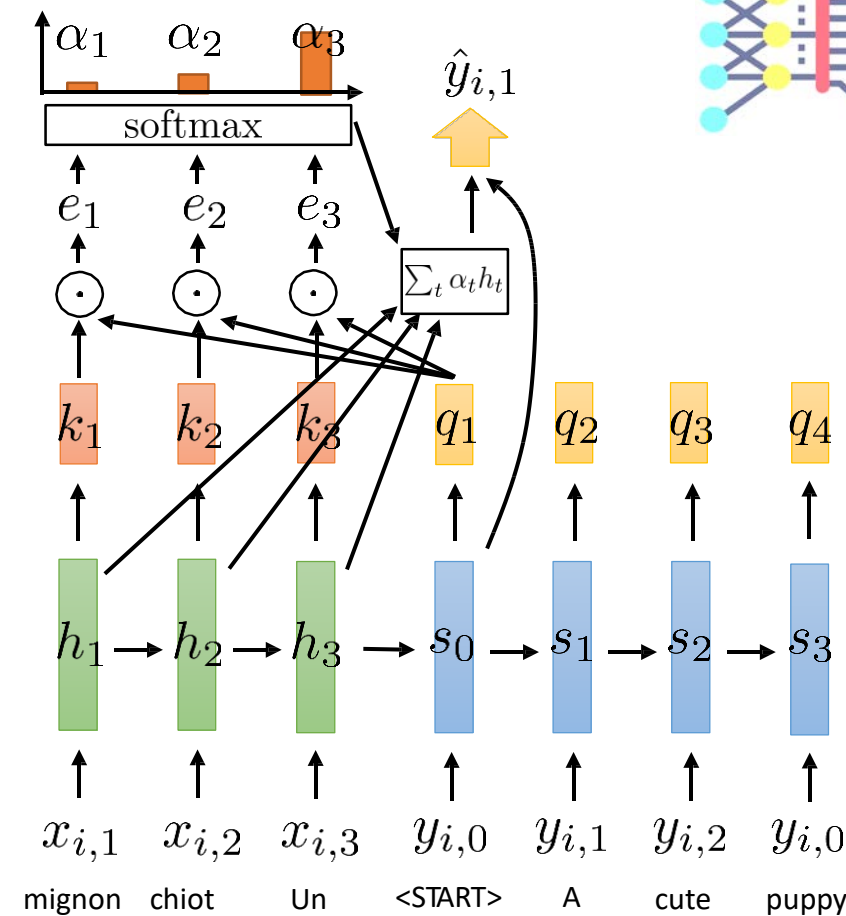 α₁ α₂ α₃
ŷᵢ,₁
softmax
e₁ e₂ e₃
∑ₜ αₜhₜ
k₁ k₂ k₃ q₁ q₂ q₃ q₄
h₁ h₂ h₃ s₀ s₁ s₂ s₃
xᵢ,₁ xᵢ,₂ xᵢ,₃ yᵢ,₀ yᵢ,₁ yᵢ,₂ yᵢ,₀
mignon chiot Un <START> A cute puppy